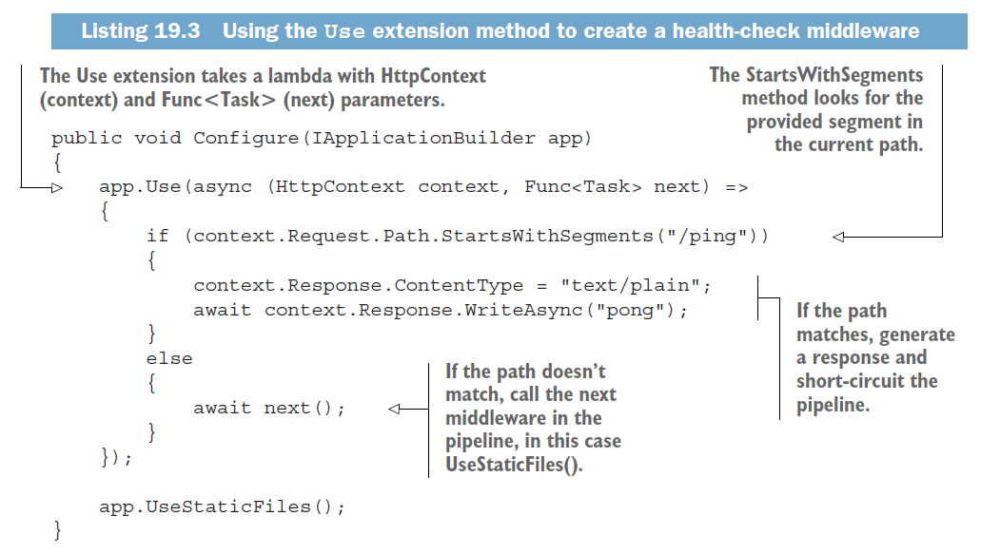 Listing 19.3 Using the Use extension method to create a health-check middleware
The Use extension takes a lambda with HttpContext
(context) and Func<Task> (next) parameters.
The StartsWithSegments
method looks for the
provided segment in
the current path.
public void Configure(IApplicationBuilder app)
{
    app.Use(async (HttpContext context, Func<Task> next) =>
    {
        if (context.Request.Path.StartsWithSegments("/ping"))
        {
            context.Response.ContentType = "text/plain";
            await context.Response.WriteAsync("pong");
        }
If the path
matches, generate
a response and
short-circuit the
pipeline.
        else
        {
            await next();
        }
If the path doesn’t
match, call the next
middleware in the
pipeline, in this case
UseStaticFiles().
    });
    app.UseStaticFiles();
}